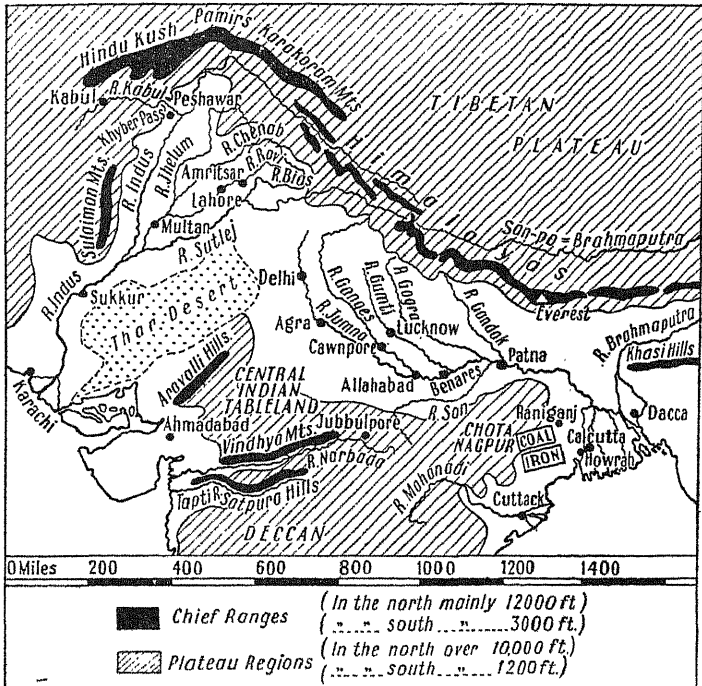 Pamirs
Hindu Kush
Karakoram Mts.
Kabul
R. Kabul
Peshawar
Khyber Pass
TIBETAN
PLATEAU
Himalayas
R. Chenab
R. Indus
R. Jhelum
R. Ravi
Amritsar
R. Bias
Lahore
Sulaiman Mts.
Multan
San-po = Brahmaputra
R. Sutlej
Delhi
R. Indus
Sukkur
Thar Desert
R. Ganges
R. Gumti
R. Gogra
R. Gandak
Everest
R. Brahmaputra
Agra
R. Jumna
Lucknow
Cawnpore
Khasi Hills
Patna
Karachi
Aravalli Hills
CENTRAL
INDIAN
TABLELAND
Allahabad
Benares
R. Son
Raniganj
Dacca
Ahmadabad
Jubbulpore
CHOTA
NAGPUR
COAL
IRON
Calcutta
Howrah
Vindhya Mts.
R. Narbada
R. Mahanadi
Tapti R.
Satpura Hills
Cuttack
DECCAN
0 Miles 200 400 600 800 1000 1200 1400
Chief Ranges (In the north mainly 12000 ft.)
( " " south " 3000 ft.)
Plateau Regions (In the north over 10,000 ft.)
( " " south " 1200 ft.)